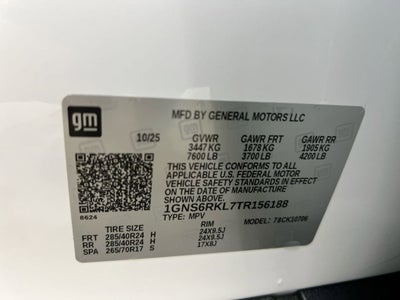 gm
MFD BY GENERAL MOTORS LLC
10/25 GVWR GAWR FRT GAWR RR
3447 KG 1678 KG 1905 KG
7600 LB 3700 LB 4200 LB
THIS VEHICLE CONFORMS TO ALL
APPLICABLE U.S. FEDERAL MOTOR
VEHICLE SAFETY STANDARDS IN EFFECT
ON THE DATE OF MANUFACTURE
SHOWN ABOVE.
8624
1GNS6RKL7TR156188
TYPE: MPV MODEL: 78CK10706
TIRE SIZE RIM
FRT 285/40R24 H 24X9.5J
RR 285/40R24 H 24X9.5J
SPA 265/70R17 S 17X8J